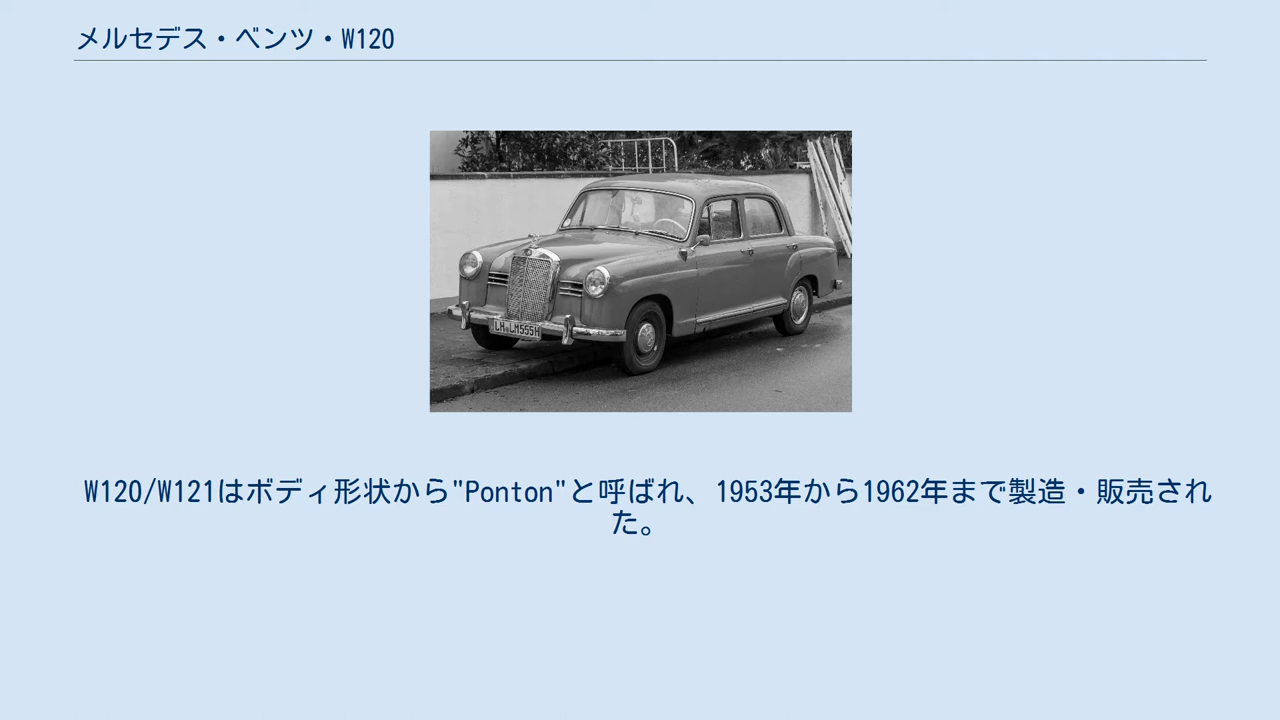 メルセデス・ベンツ・W120
LH:LM555H
W120/W121はボディ形状から"Ponton"と呼ばれ、1953年から1962年まで製造・販売され
た。